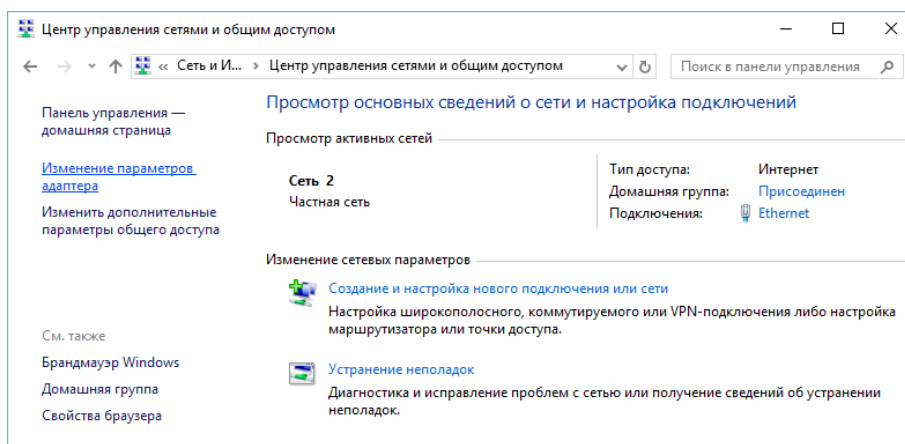 Центр управления сетями и общим доступом
« Сеть и И... › Центр управления сетями и общим доступом
Поиск в панели управления
Панель управления —
домашняя страница
Изменение параметров
адаптера
Изменить дополнительные
параметры общего доступа
См. также
Брандмауэр Windows
Домашняя группа
Свойства браузера
Просмотр основных сведений о сети и настройка подключений
Просмотр активных сетей
Сеть 2
Частная сеть
Тип доступа: Интернет
Домашняя группа: Присоединен
Подключения: Ethernet
Изменение сетевых параметров
Создание и настройка нового подключения или сети
Настройка широкополосного, коммутируемого или VPN-подключения либо настройка
маршрутизатора или точки доступа.
Устранение неполадок
Диагностика и исправление проблем с сетью или получение сведений об устранении
неполадок.